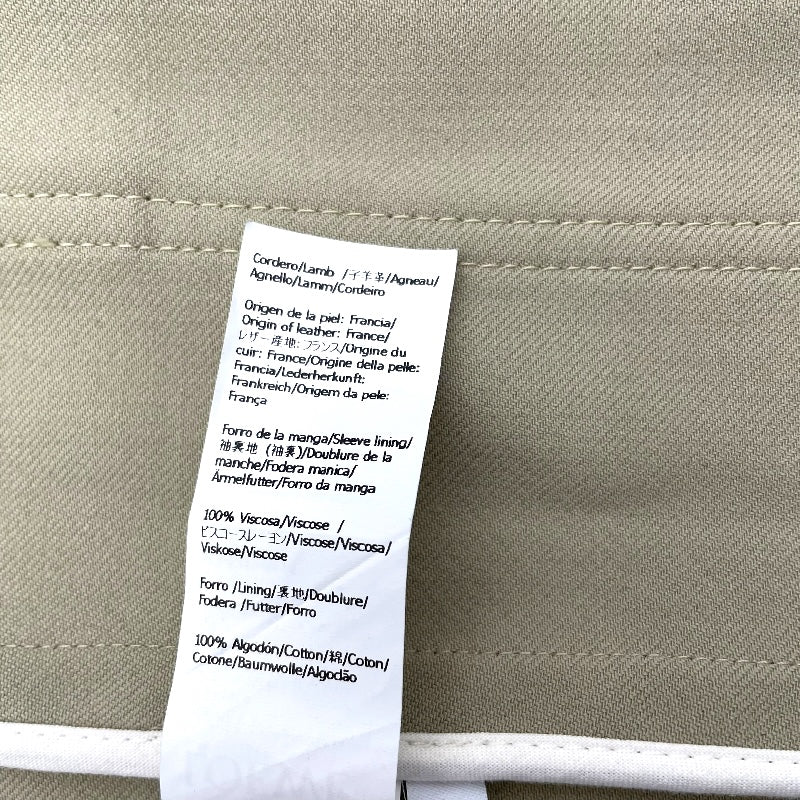 Cordero/Lamb /子羊革/Agneau/
Agnello/Lamm/Cordeiro
Origen de la piel: Francia/
Origin of leather: France/
レザー産地:フランス/Origine du
cuir: France/Origine della pelle:
Francia/Lederherkunft:
Frankreich/Origem da pele:
França
Forro de la manga/Sleeve lining/
袖裏地 (袖裏)/Doublure de la
manche/Fodera manica/
Ärmelfutter/Forro da manga
100% Viscosa/Viscose /
ビスコースレーヨン/Viscose/Viscosa/
Viskose/Viscose
Forro /Lining/裏地/Doublure/
Fodera /Futter/Forro
100% Algodón/Cotton/綿/Coton/
Cotone/Baumwolle/Algodão